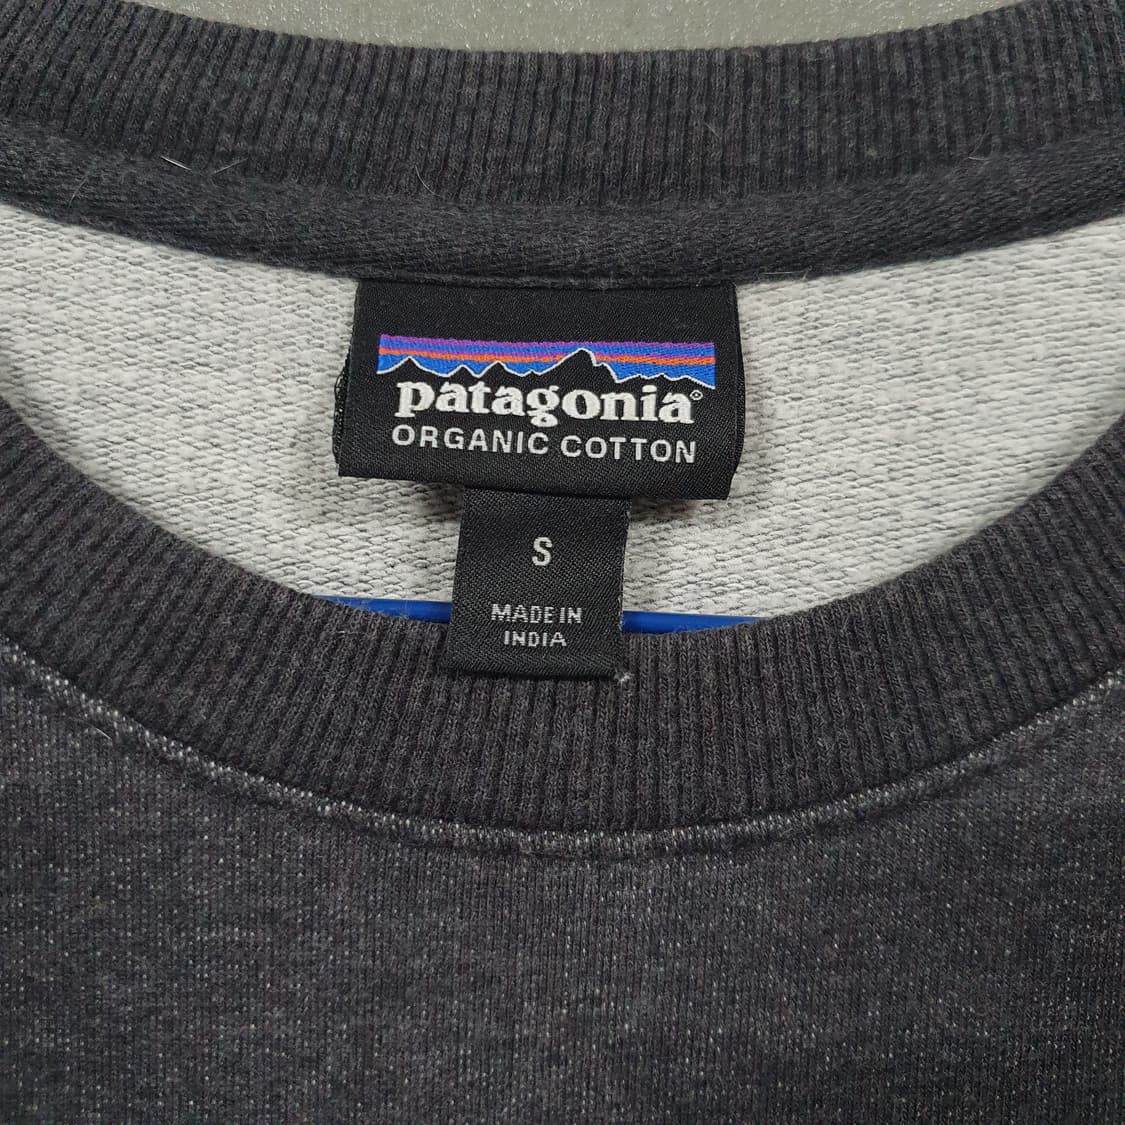 patagonia®
ORGANIC COTTON
S
MADE IN
INDIA